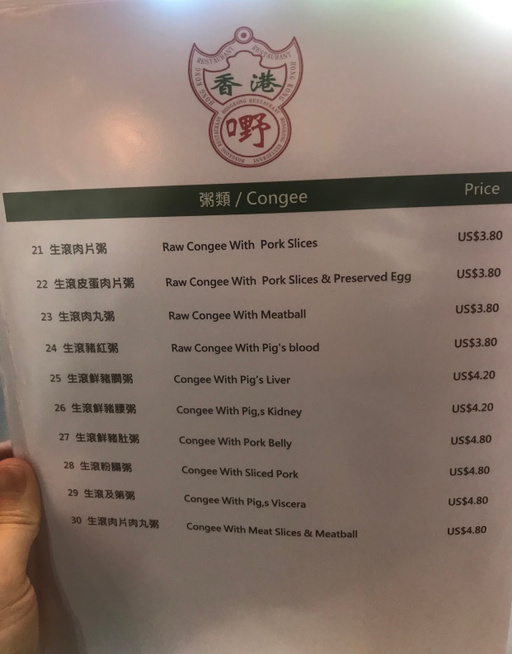 RESTAURANT RESTAURANT
HONG KONG HONG KONG
香港
嘢
粥類 / Congee Price
21 生滾肉片粥 Raw Congee With Pork Slices US$3.80
22 生滾皮蛋肉片粥 Raw Congee With Pork Slices & Preserved Egg US$3.80
23 生滾肉丸粥 Raw Congee With Meatball US$3.80
24 生滾豬紅粥 Raw Congee With Pig's blood US$3.80
25 生滾鮮豬膶粥 Congee With Pig's Liver US$4.20
26 生滾鮮豬腰粥 Congee With Pig,s Kidney US$4.20
27 生滾鮮豬肚粥 Congee With Pork Belly US$4.80
28 生滾粉腸粥 Congee With Sliced Pork US$4.80
29 生滾及第粥 Congee With Pig,s Viscera US$4.80
30 生滾肉片肉丸粥 Congee With Meat Slices & Meatball US$4.80